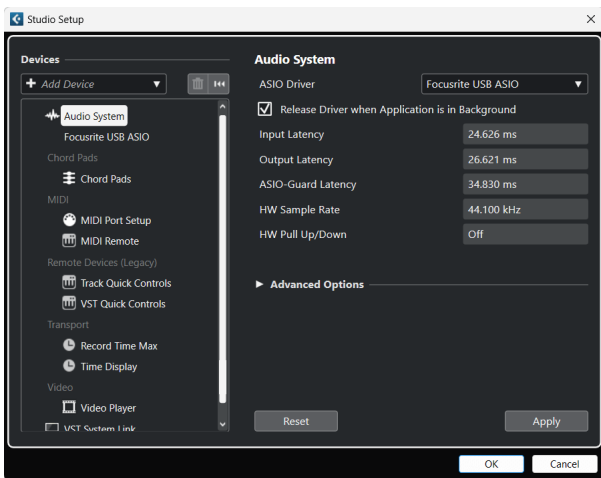 Studio Setup
Devices
Add Device
Audio System
Focusrite USB ASIO
Chord Pads
Chord Pads
MIDI
MIDI Port Setup
MIDI Remote
Remote Devices (Legacy)
Track Quick Controls
VST Quick Controls
Transport
Record Time Max
Time Display
Video
Video Player
VST System Link
Audio System
ASIO Driver Focusrite USB ASIO
Release Driver when Application is in Background
Input Latency 24.626 ms
Output Latency 26.621 ms
ASIO-Guard Latency 34.830 ms
HW Sample Rate 44.100 kHz
HW Pull Up/Down Off
Advanced Options
Reset Apply
OK Cancel